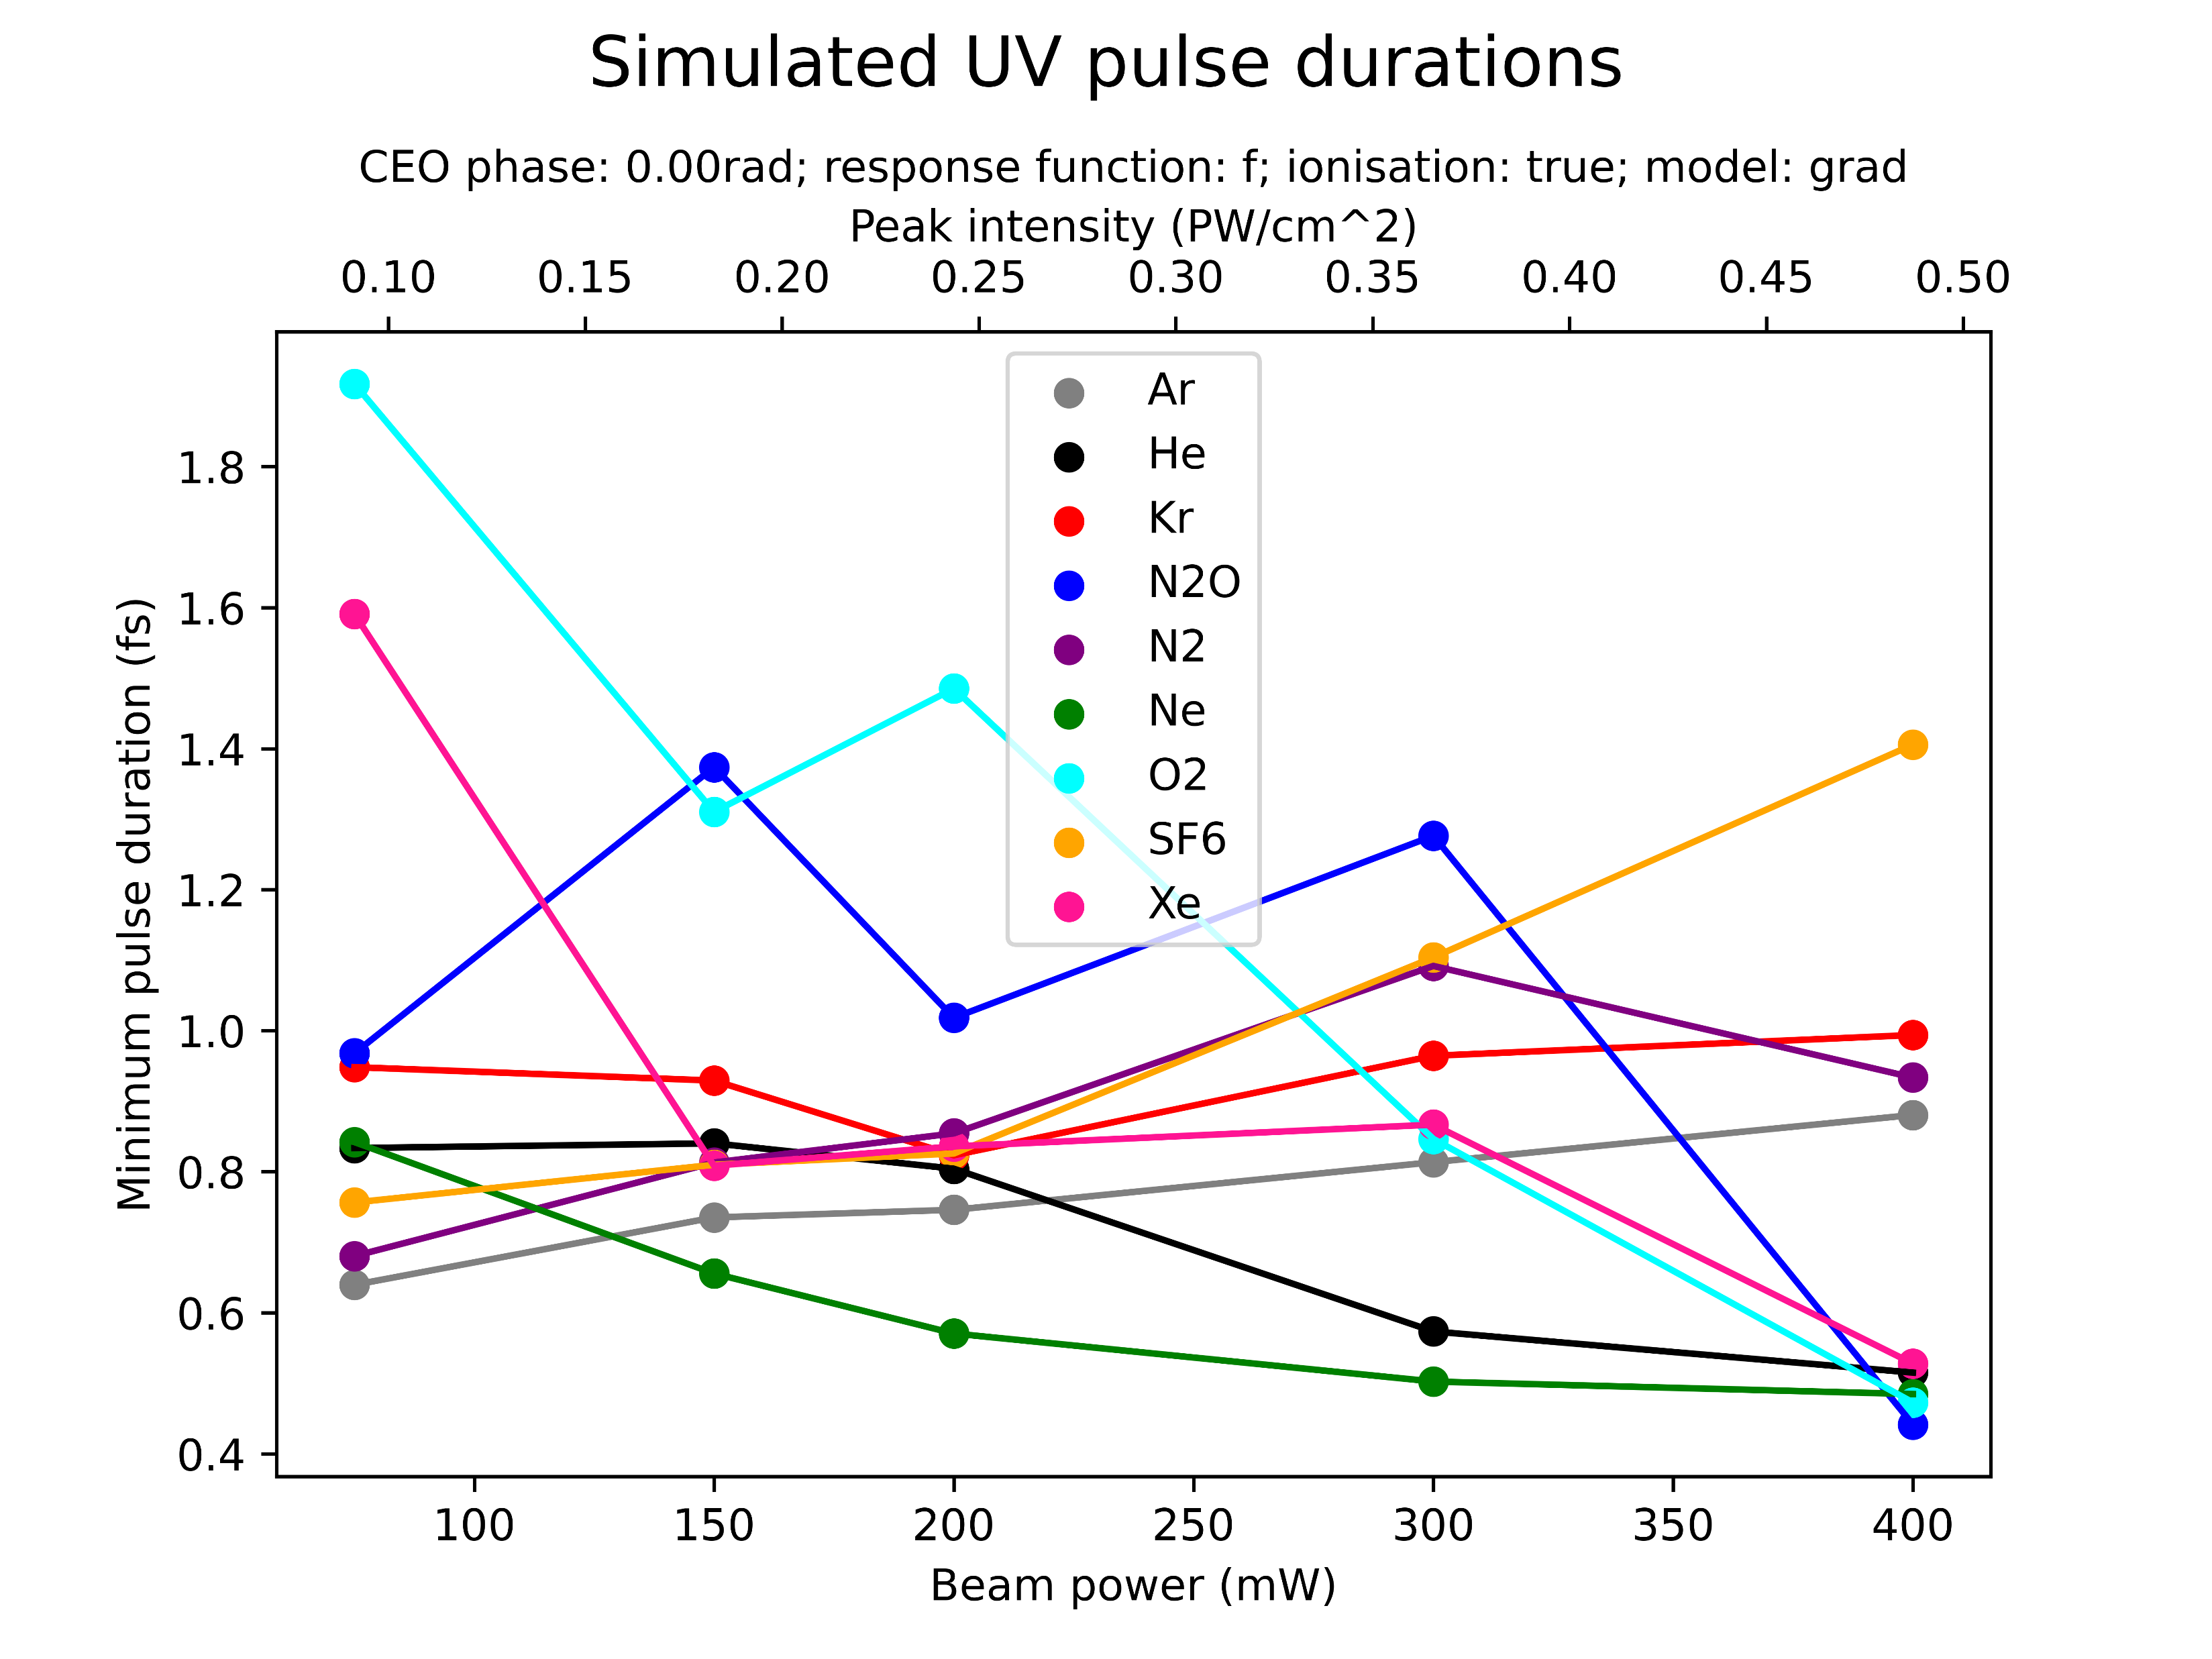 Simulated UV pulse durations
CEO phase: 0.00rad; response function: f; ionisation: true; model: grad
Peak intensity (PW/cm^2)
0.10 0.15 0.20 0.25 0.30 0.35 0.40 0.45 0.50
Ar
He
Kr
N2O
N2
Ne
O2
SF6
Xe
Minimum pulse duration (fs)
1.8
1.6
1.4
1.2
1.0
0.8
0.6
0.4
100 150 200 250 300 350 400
Beam power (mW)